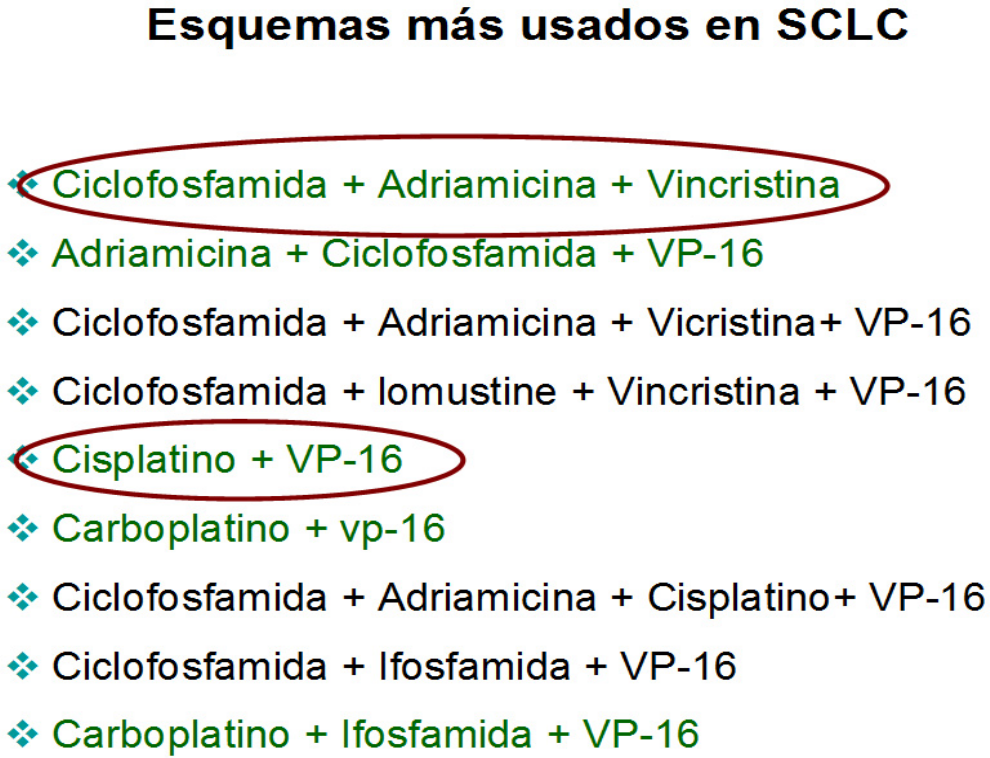 Esquemas más usados en SCLC
Ciclofosfamida + Adriamicina + Vincristina
Adriamicina + Ciclofosfamida + VP-16
Ciclofosfamida + Adriamicina + Vicristina+ VP-16
Ciclofosfamida + lomustine + Vincristina + VP-16
Cisplatino + VP-16
Carboplatino + vp-16
Ciclofosfamida + Adriamicina + Cisplatino+ VP-16
Ciclofosfamida + Ifosfamida + VP-16
Carboplatino + Ifosfamida + VP-16